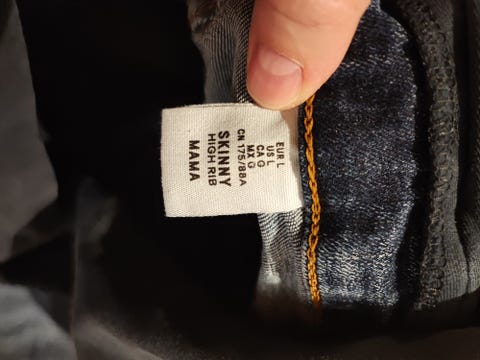 EUR L
US L
CA G
MX G
CN 175/88A
SKINNY
HIGH RIB
MAMA